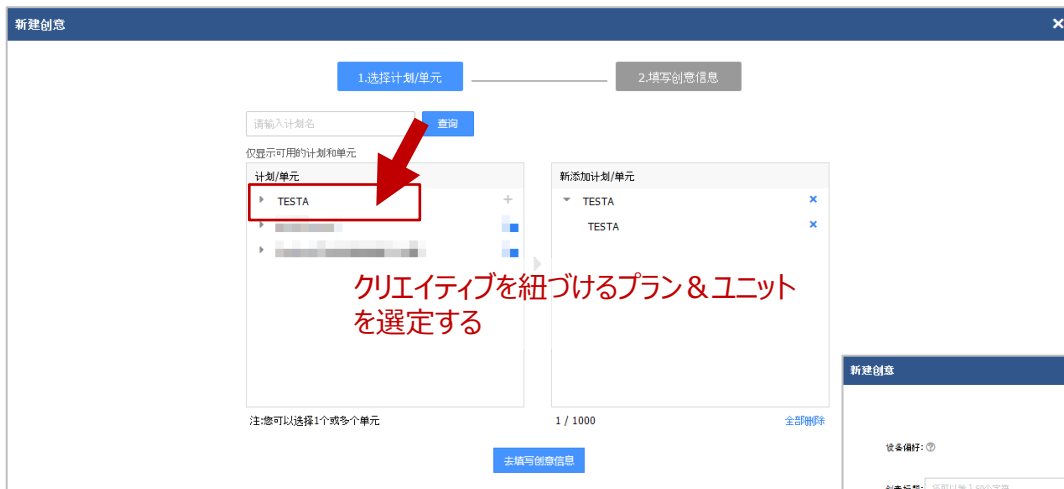 新建创意
1.选择计划/单元
2.填写创意信息
请输入计划名
查询
仅显示可用的计划和单元
计划/单元
新添加计划/单元
TESTA
TESTA
TESTA
クリエイティブを紐づけるプラン＆ユニット
を選定する
注:您可以选择1个或多个单元
1 / 1000
全部删除
去填写创意信息
新建创意
设备偏好:
创意标题: